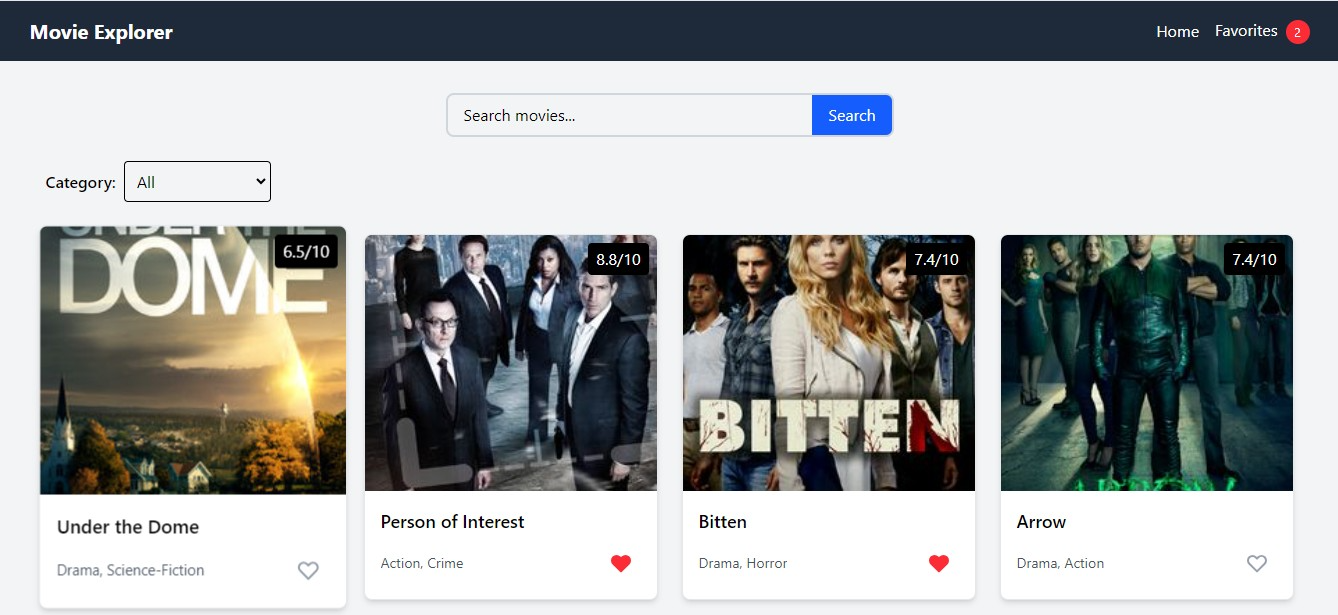 Movie Explorer
Home Favorites 2
Search movies...
Search
Category: All
DOME
6.5/10
Under the Dome
Drama, Science-Fiction
8.8/10
Person of Interest
Action, Crime
7.4/10
BITTEN
Bitten
Drama, Horror
7.4/10
Arrow
Drama, Action